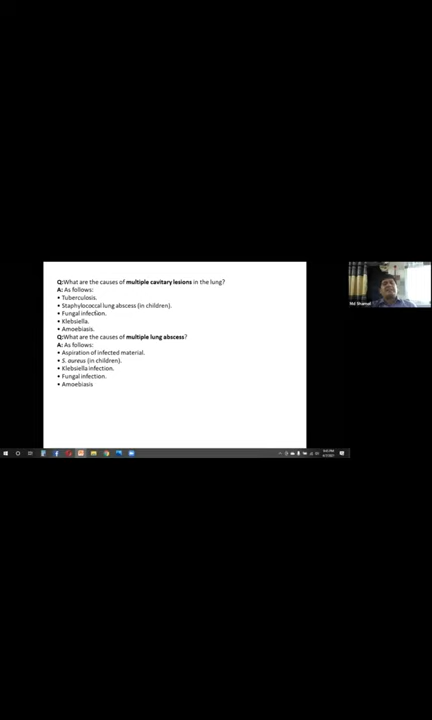 Q:What are the causes of multiple cavitary lesions in the lung?
A: As follows:
• Tuberculosis.
• Staphylococcal lung abscess (in children).
• Fungal infection.
• Klebsiella.
• Amoebiasis.
Q:What are the causes of multiple lung abscess?
A: As follows:
• Aspiration of infected material.
• S. aureus (in children).
• Klebsiella infection.
• Fungal infection.
• Amoebiasis
Md Shamal